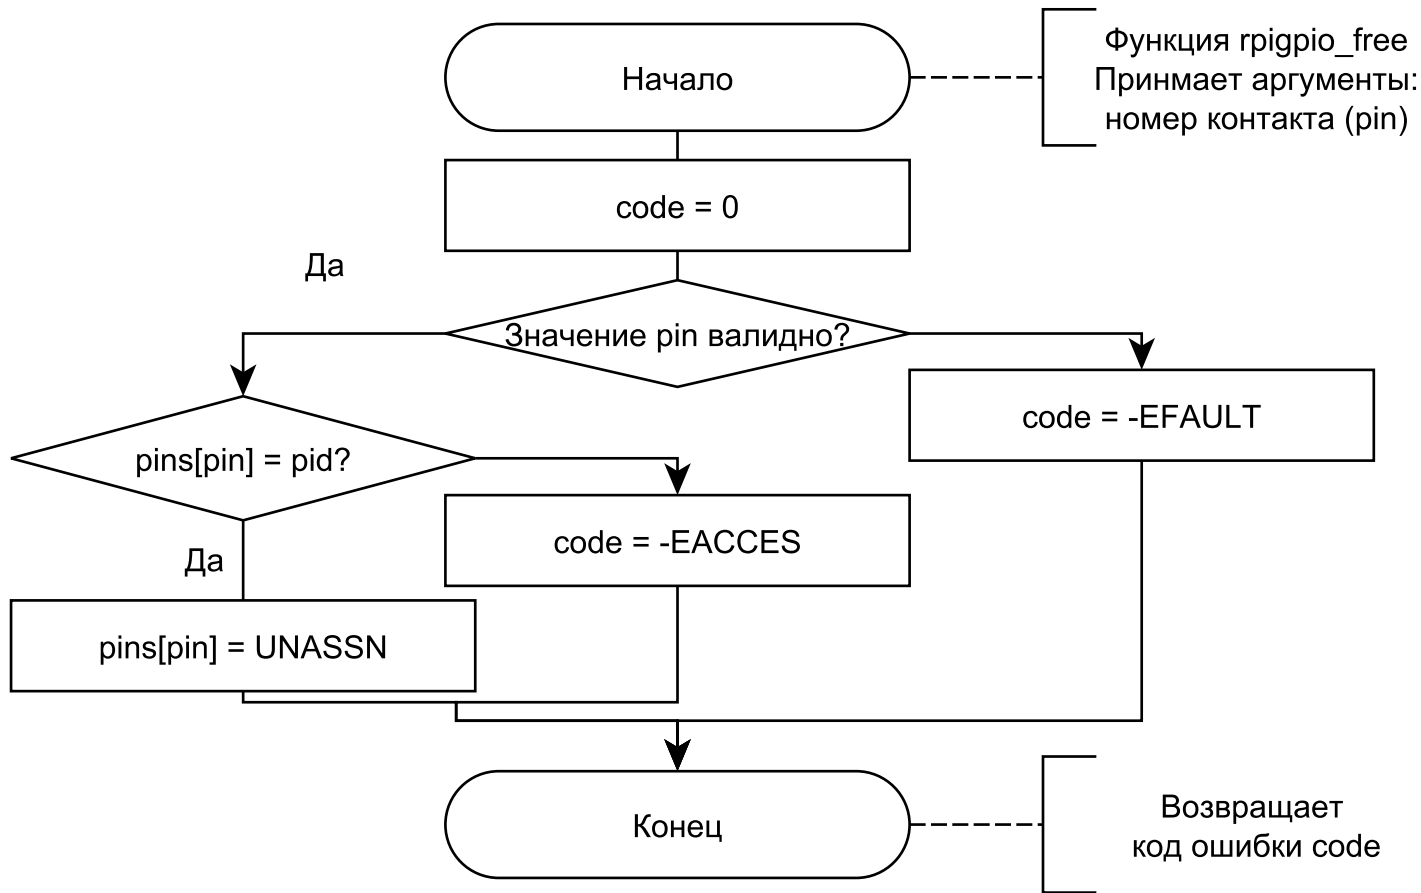 Начало
Функция rpigpio_free
Принмает аргументы:
номер контакта (pin)
code = 0
Да
Значение pin валидно?
code = -EFAULT
pins[pin] = pid?
code = -EACCES
Да
pins[pin] = UNASSN
Конец
Возвращает
код ошибки code